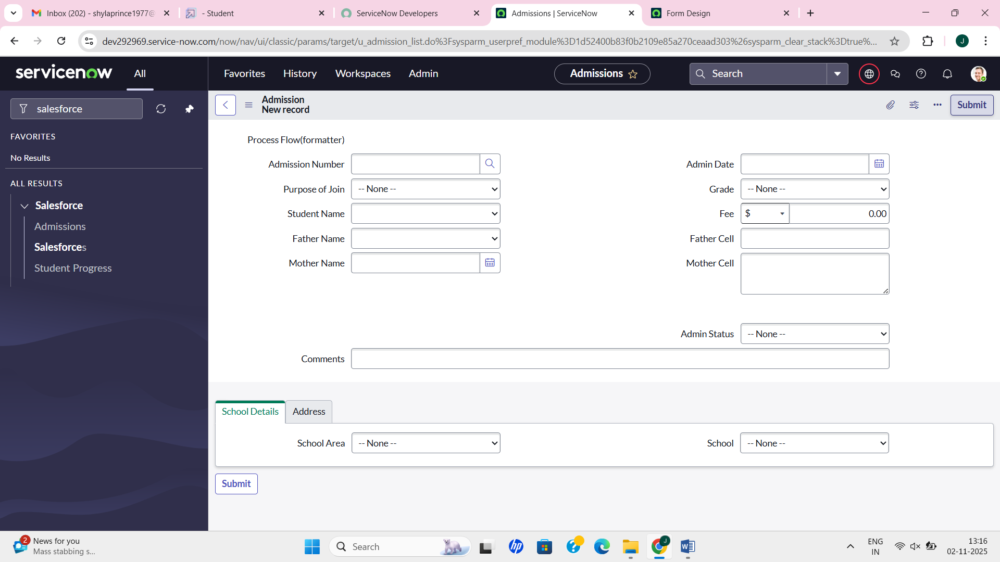 Inbox (202) - shylaprince1977@
- Student
ServiceNow Developers
Admissions | ServiceNow
Form Design
dev292969.service-now.com/now/nav/ui/classic/params/target/u_admission_list.do%3Fsysparm_userpref_module%3D1d52400b83f0b2109e85a270ceaad303%26sysparm_clear_stack%3Dtrue%...
J
servicenow
All
Favorites
History
Workspaces
Admin
Admissions
Search
salesforce
Admission
New record
Submit
FAVORITES
No Results
ALL RESULTS
Salesforce
Admissions
Salesforces
Student Progress
Process Flow(formatter)
Admission Number
Admin Date
Purpose of Join
-- None --
Grade
-- None --
Student Name
Fee
$
0.00
Father Name
Father Cell
Mother Name
Mother Cell
Admin Status
-- None --
Comments
School Details
Address
School Area
-- None --
School
-- None --
Submit
2
News for you
Mass stabbing s...
Search
hp
J
W
ENG
IN
13:16
02-11-2025